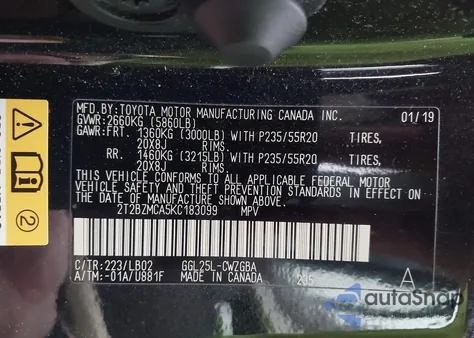 MFD.BY:TOYOTA MOTOR MANUFACTURING CANADA INC. 01/19
GVWR:2660KG (5860LB)
GAWR:FRT. 1360KG (3000LB) WITH P235/55R20 TIRES,
20X8J RIMS,
RR. 1460KG (3215LB) WITH P235/55R20 TIRES,
20X8J RIMS,
THIS VEHICLE CONFORMS TO ALL APPLICABLE FEDERAL MOTOR
VEHICLE SAFETY AND THEFT PREVENTION STANDARDS IN EFFECT ON
THE DATE OF MANUFACTURE SHOWN ABOVE.
2T2BZMCA5KC183099 MPV
C/TR:223/LB02 GGL25L-CWZGBA A
A/TM:-01A/U881F MADE IN CANADA 235
2
autoSnap